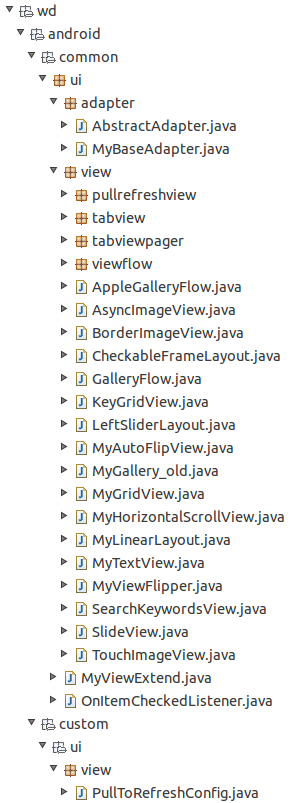 wd
android
common
ui
adapter
AbstractAdapter.java
MyBaseAdapter.java
view
pullrefreshview
tabview
tabviewpager
viewflow
AppleGalleryFlow.java
AsyncImageView.java
BorderImageView.java
CheckableFrameLayout.java
GalleryFlow.java
KeyGridView.java
LeftSliderLayout.java
MyAutoFlipView.java
MyGallery_old.java
MyGridView.java
MyHorizontalScrollView.java
MyLinearLayout.java
MyTextView.java
MyViewFlipper.java
SearchKeywordsView.java
SlideView.java
TouchImageView.java
MyViewExtend.java
OnItemCheckedListener.java
custom
ui
view
PullToRefreshConfig.java